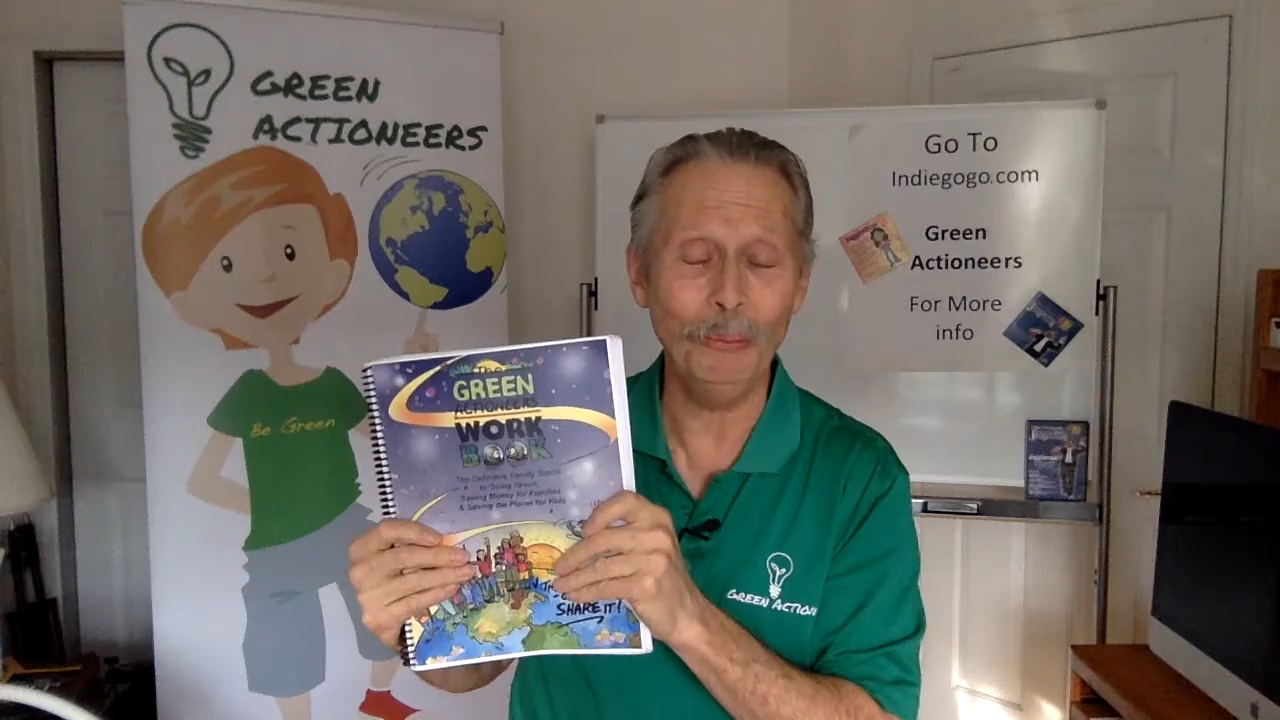 GREEN
ACTIONEERS
Be Green
Go To
Indiegogo.com
Green
Actioneers
For More
info
The
GREEN
ACTIONEERS
WORK
BOOK
The Definitive Family Guide
to Going Green,
Saving Money for Families
& Saving the Planet for Kids
SHARE IT!
GREEN ACTION